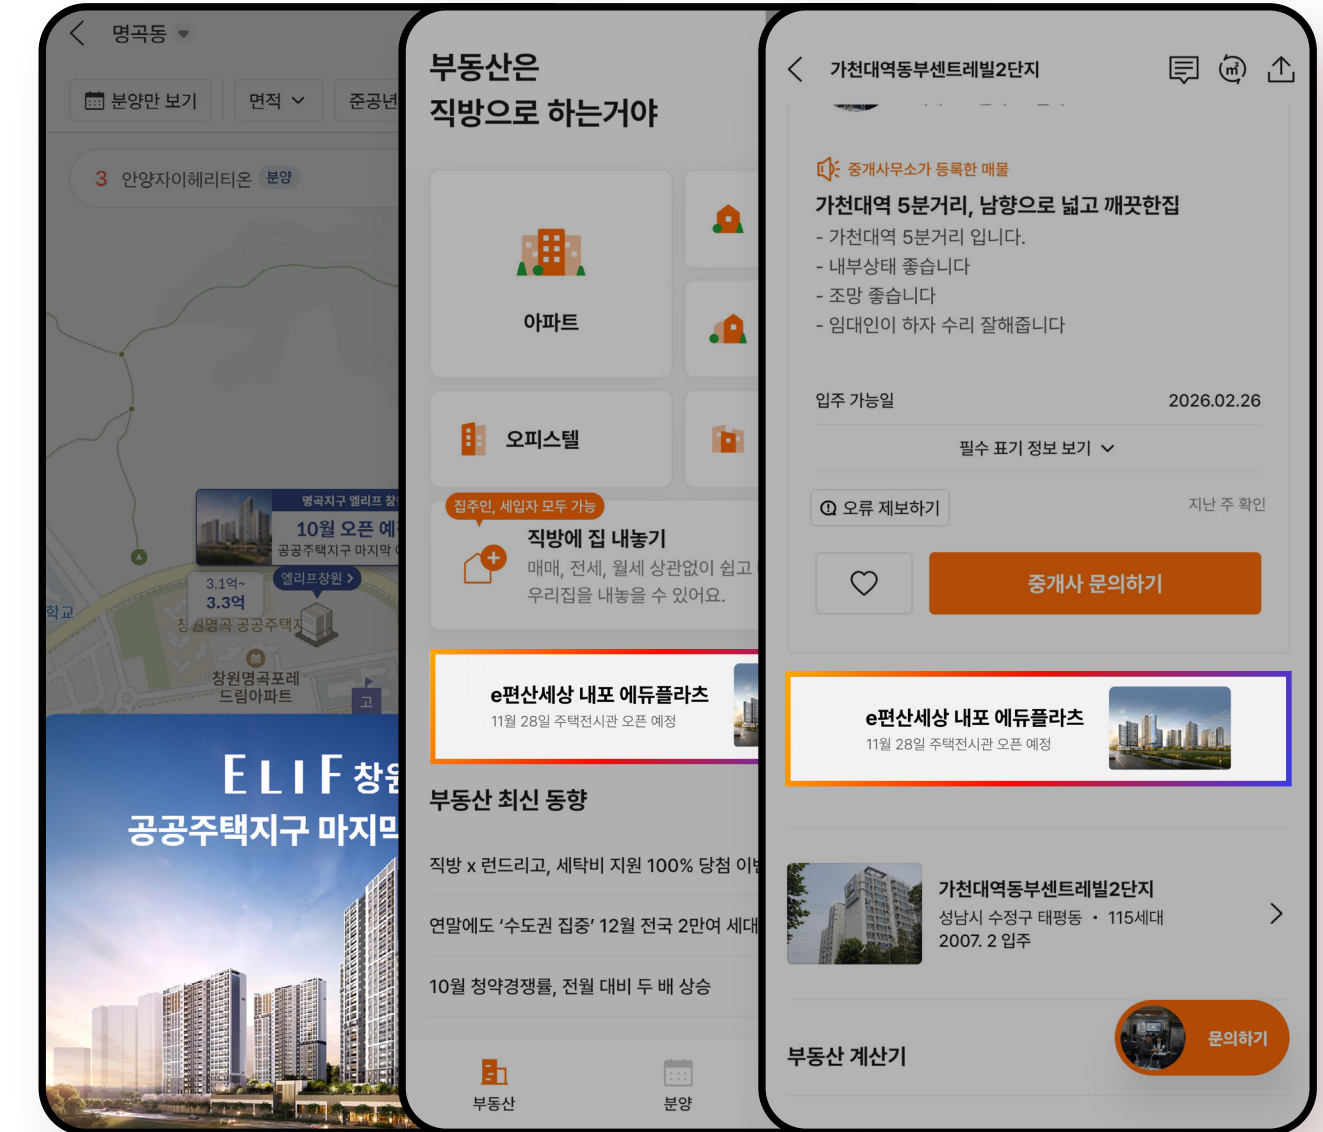 명곡동
분양만 보기
면적
준공년
3 안양자이헤리티온 분양
명곡지구 엘리프 창
10월 오픈 예
공공주택지구 마지막
엘리프창원 >
3.1억~
3.3억
학교
창원명곡 공공주택지
창원명곡포레
드림아파트
고
ELIF 창원
공공주택지구 마지막
부동산은
직방으로 하는거야
아파트
오피스텔
집주인, 세입자 모두 가능
직방에 집 내놓기
매매, 전세, 월세 상관없이 쉽고
우리집을 내놓을 수 있어요.
e편산세상 내포 에듀플라츠
11월 28일 주택전시관 오픈 예정
부동산 최신 동향
직방 x 런드리고, 세탁비 지원 100% 당첨 이벤
연말에도 ‘수도권 집중’ 12월 전국 2만여 세대
10월 청약경쟁률, 전월 대비 두 배 상승
부동산
분양
가천대역동부센트레빌2단지
㎡
중개사무소가 등록한 매물
가천대역 5분거리, 남향으로 넓고 깨끗한집
- 가천대역 5분거리 입니다.
- 내부상태 좋습니다
- 조망 좋습니다
- 임대인이 하자 수리 잘해줍니다
입주 가능일
2026.02.26
필수 표기 정보 보기
오류 제보하기
지난 주 확인
중개사 문의하기
e편산세상 내포 에듀플라츠
11월 28일 주택전시관 오픈 예정
가천대역동부센트레빌2단지
성남시 수정구 태평동 • 115세대
2007. 2 입주
부동산 계산기
문의하기